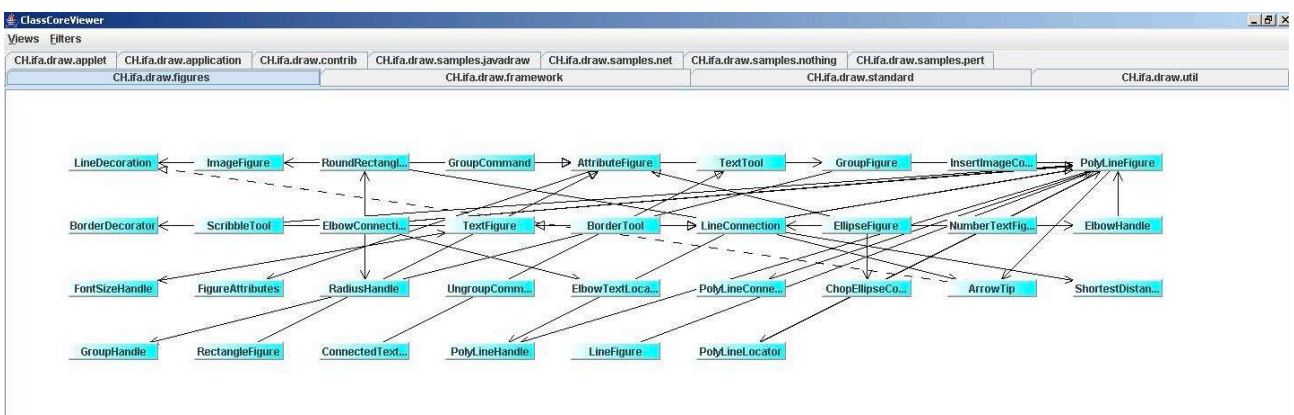 ClassCoreViewer
Views Filters
CH.ifa.draw.applet CH.ifa.draw.application CH.ifa.draw.contrib CH.ifa.draw.samples.javadraw CH.ifa.draw.samples.net CH.ifa.draw.samples.nothing CH.ifa.draw.samples.pert
CH.ifa.draw.figures CH.ifa.draw.framework CH.ifa.draw.standard CH.ifa.draw.util
LineDecoration ImageFigure RoundRectangl... GroupCommand AttributeFigure TextTool GroupFigure InsertImageCo... PolyLineFigure
BorderDecorator ScribbleTool ElbowConnecti... TextFigure BorderTool LineConnection EllipseFigure NumberTextFig... ElbowHandle
FontSizeHandle FigureAttributes RadiusHandle UngroupComm... ElbowTextLoca... PolyLineConne... ChopEllipseCo... ArrowTip ShortestDistan...
GroupHandle RectangleFigure ConnectedText... PolyLineHandle LineFigure PolyLineLocator